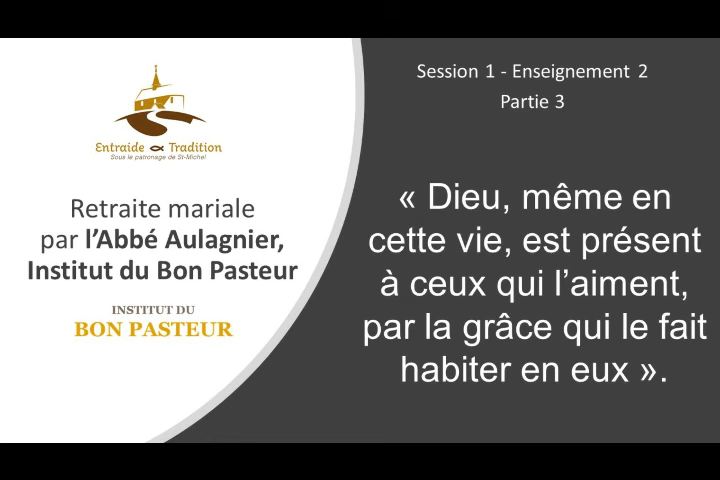 Entraide & Tradition
Sous le patronage de St-Michel
Retraite mariale
par l'Abbé Aulagnier,
Institut du Bon Pasteur
INSTITUT DU
BON PASTEUR
Session 1 - Enseignement 2
Partie 3
« Dieu, même en
cette vie, est présent
à ceux qui l'aiment,
par la grâce qui le fait
habiter en eux ».